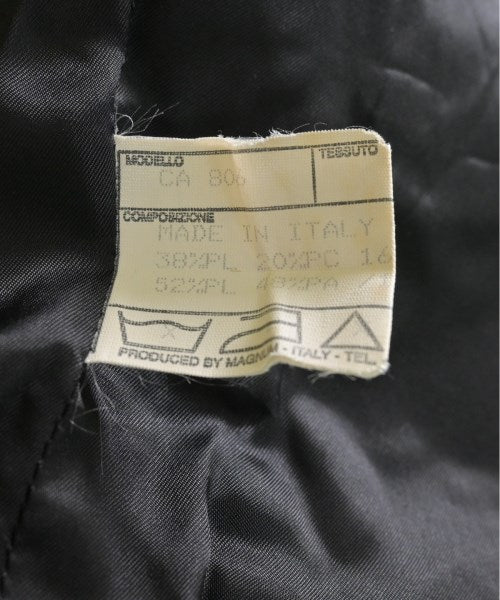 MODELLO TESSUTO
CA 806
COMPOSIZIONE
MADE IN ITALY
38%PL 20%PC 16
52%PL 48%PA
PRODUCED BY MAGNUM - ITALY - TEL.